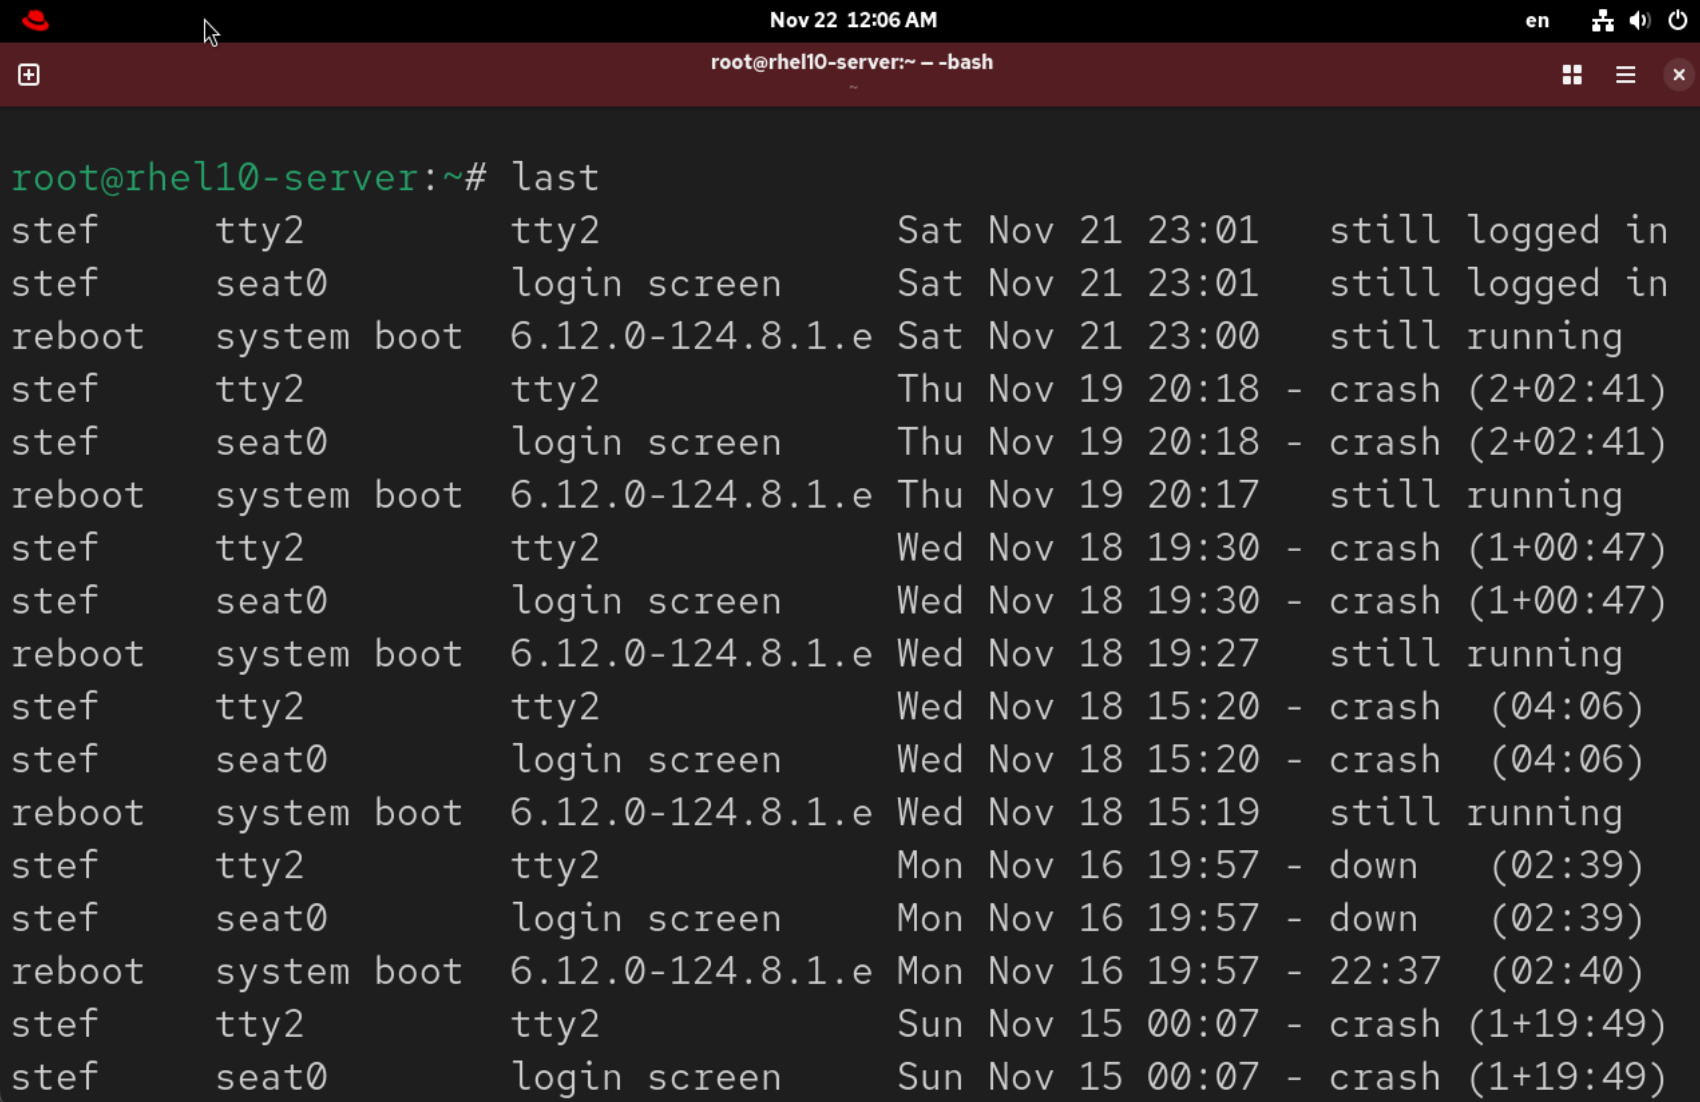 Nov 22 12:06 AM
en
root@rhel10-server:~ — -bash
~
root@rhel10-server:~# last
stef     tty2         tty2             Sat Nov 21 23:01   still logged in
stef     seat0        login screen     Sat Nov 21 23:01   still logged in
reboot   system boot  6.12.0-124.8.1.e Sat Nov 21 23:00   still running
stef     tty2         tty2             Thu Nov 19 20:18 - crash (2+02:41)
stef     seat0        login screen     Thu Nov 19 20:18 - crash (2+02:41)
reboot   system boot  6.12.0-124.8.1.e Thu Nov 19 20:17   still running
stef     tty2         tty2             Wed Nov 18 19:30 - crash (1+00:47)
stef     seat0        login screen     Wed Nov 18 19:30 - crash (1+00:47)
reboot   system boot  6.12.0-124.8.1.e Wed Nov 18 19:27   still running
stef     tty2         tty2             Wed Nov 18 15:20 - crash  (04:06)
stef     seat0        login screen     Wed Nov 18 15:20 - crash  (04:06)
reboot   system boot  6.12.0-124.8.1.e Wed Nov 18 15:19   still running
stef     tty2         tty2             Mon Nov 16 19:57 - down   (02:39)
stef     seat0        login screen     Mon Nov 16 19:57 - down   (02:39)
reboot   system boot  6.12.0-124.8.1.e Mon Nov 16 19:57 - 22:37  (02:40)
stef     tty2         tty2             Sun Nov 15 00:07 - crash (1+19:49)
stef     seat0        login screen     Sun Nov 15 00:07 - crash (1+19:49)